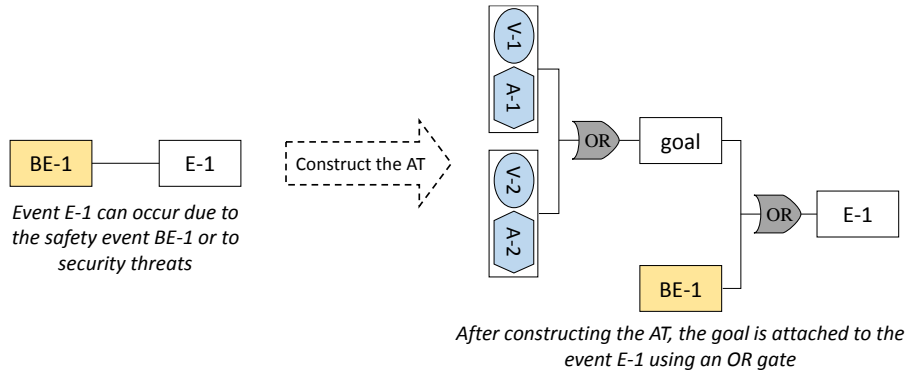 V-1
A-1
OR
goal
BE-1
E-1
Construct the AT
V-2
A-2
OR
E-1
Event E-1 can occur due to
the safety event BE-1 or to
security threats
BE-1
After constructing the AT, the goal is attached to the
event E-1 using an OR gate